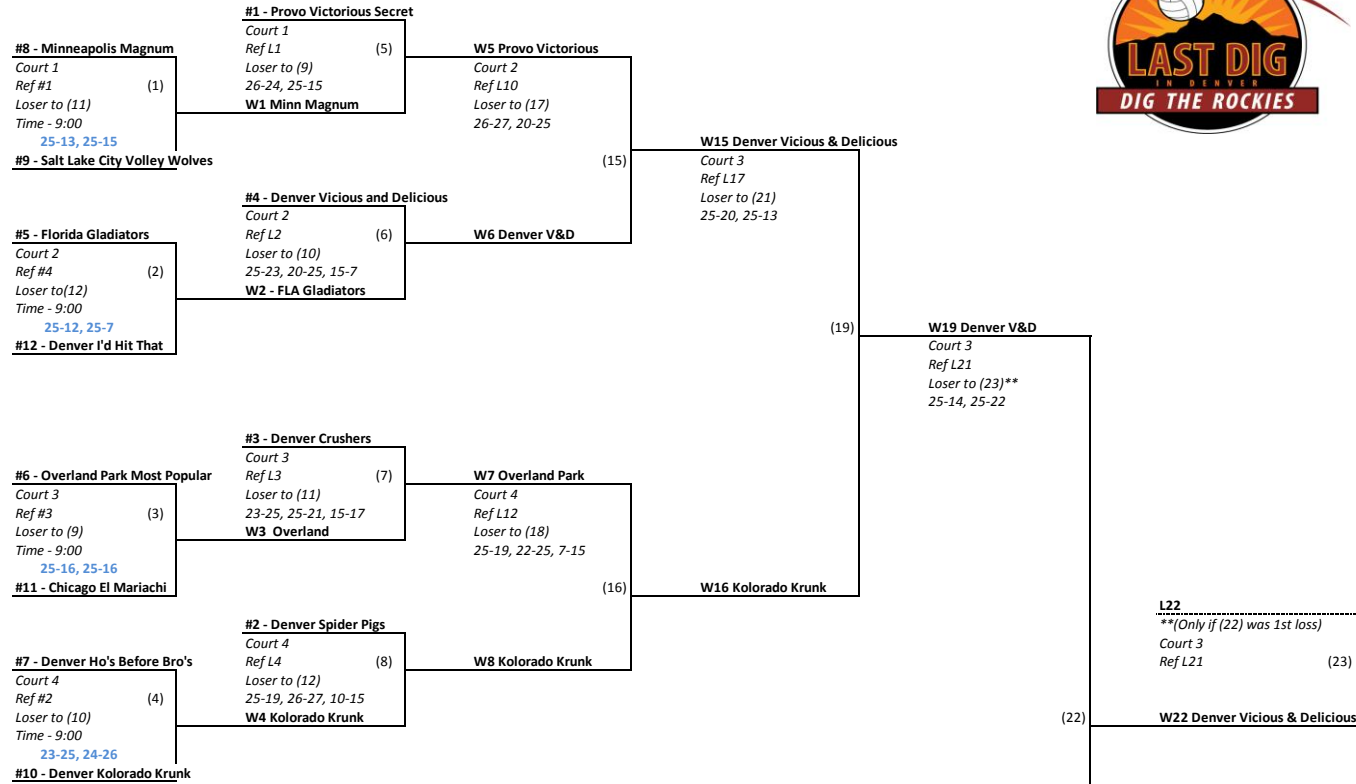 #1 - Provo Victorious Secret
Court 1
Ref L1 (5)
Loser to (9)
26-24, 25-15
W1 Minn Magnum
#8 - Minneapolis Magnum
Court 1
Ref #1 (1)
Loser to (11)
Time - 9:00
25-13, 25-15
#9 - Salt Lake City Volley Wolves
W5 Provo Victorious
Court 2
Ref L10
Loser to (17)
26-27, 20-25
(15)
W6 Denver V&D
#4 - Denver Vicious and Delicious
Court 2
Ref L2 (6)
Loser to (10)
25-23, 20-25, 15-7
W2 - FLA Gladiators
#5 - Florida Gladiators
Court 2
Ref #4 (2)
Loser to(12)
Time - 9:00
25-12, 25-7
#12 - Denver I'd Hit That
W15 Denver Vicious & Delicious
Court 3
Ref L17
Loser to (21)
25-20, 25-13
(19)
W19 Denver V&D
Court 3
Ref L21
Loser to (23)**
25-14, 25-22
#3 - Denver Crushers
Court 3
Ref L3 (7)
Loser to (11)
23-25, 25-21, 15-17
W3 Overland
#6 - Overland Park Most Popular
Court 3
Ref #3 (3)
Loser to (9)
Time - 9:00
25-16, 25-16
#11 - Chicago El Mariachi
W7 Overland Park
Court 4
Ref L12
Loser to (18)
25-19, 22-25, 7-15
(16)
W16 Kolorado Krunk
#2 - Denver Spider Pigs
Court 4
Ref L4 (8)
Loser to (12)
25-19, 26-27, 10-15
W4 Kolorado Krunk
W8 Kolorado Krunk
#7 - Denver Ho's Before Bro's
Court 4
Ref #2 (4)
Loser to (10)
Time - 9:00
23-25, 24-26
#10 - Denver Kolorado Krunk
L22
**(Only if (22) was 1st loss)
Court 3
Ref L21 (23)
(22)
W22 Denver Vicious & Delicious
LAST DIG
IN DENVER
DIG THE ROCKIES